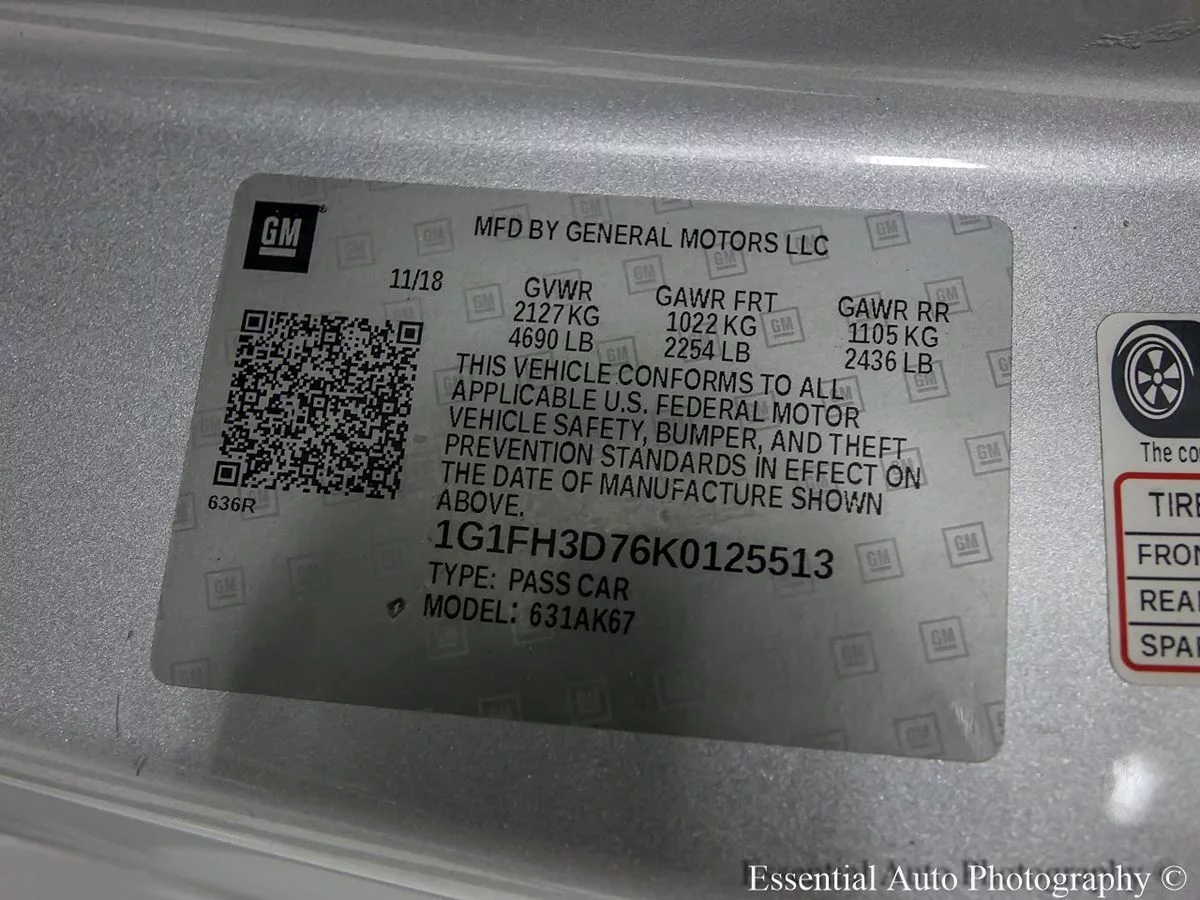 GM
MFD BY GENERAL MOTORS LLC
11/18
GVWR
2127 KG
4690 LB
GAWR FRT
1022 KG
2254 LB
GAWR RR
1105 KG
2436 LB
THIS VEHICLE CONFORMS TO ALL
APPLICABLE U.S. FEDERAL MOTOR
VEHICLE SAFETY, BUMPER, AND THEFT
PREVENTION STANDARDS IN EFFECT ON
THE DATE OF MANUFACTURE SHOWN
ABOVE.
636R
1G1FH3D76K0125513
TYPE: PASS CAR
MODEL: 631AK67
The co
TIRE
FRON
REAR
SPAR
Essential Auto Photography ©